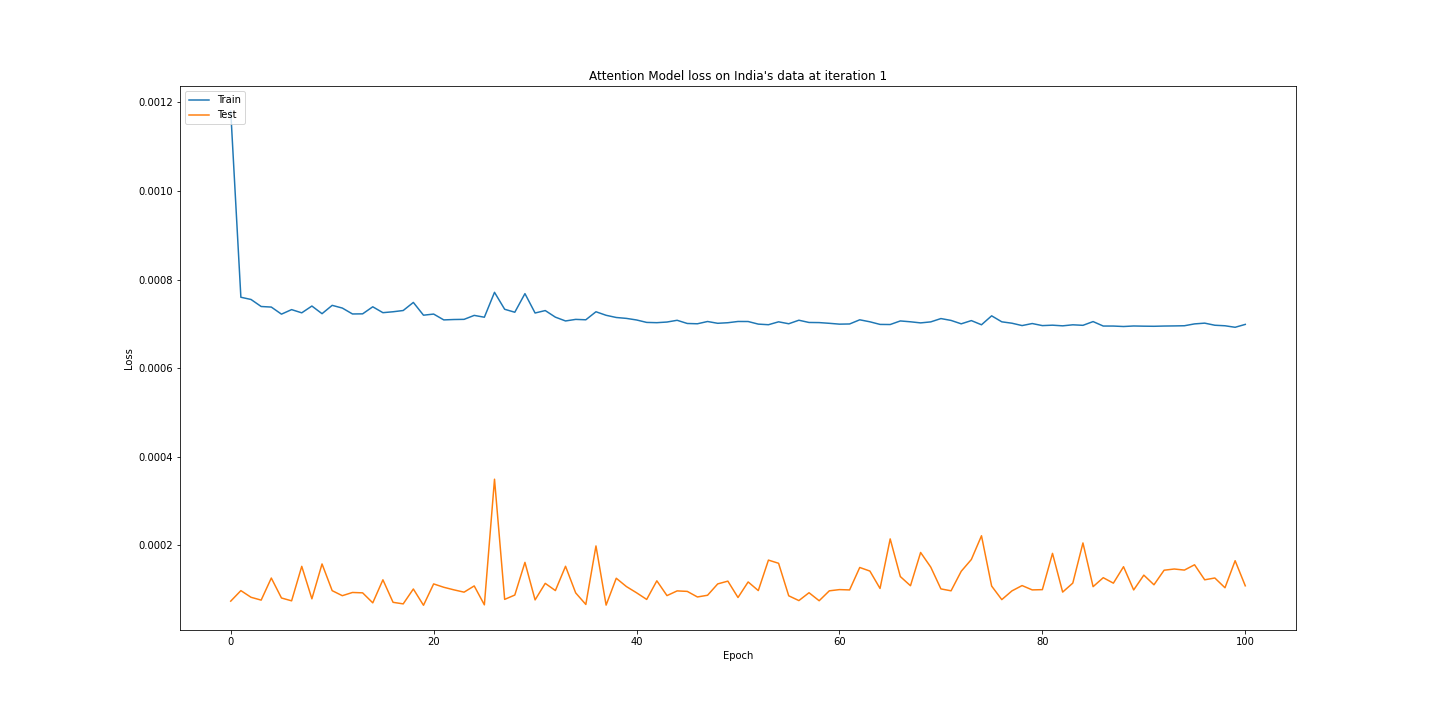 Attention Model loss on India's data at iteration 1
Train
Test
0.0012
0.0010
0.0008
0.0006
0.0004
0.0002
Loss
0
20
40
60
80
100
Epoch